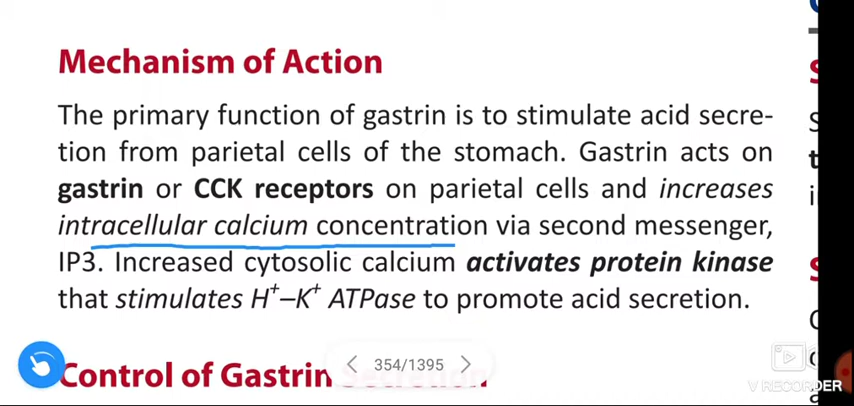 Mechanism of Action
The primary function of gastrin is to stimulate acid secre-
tion from parietal cells of the stomach. Gastrin acts on
gastrin or CCK receptors on parietal cells and increases
intracellular calcium concentration via second messenger,
IP3. Increased cytosolic calcium activates protein kinase
that stimulates H⁺–K⁺ ATPase to promote acid secretion.
354/1395
Control of Gastrin
V RECORDER